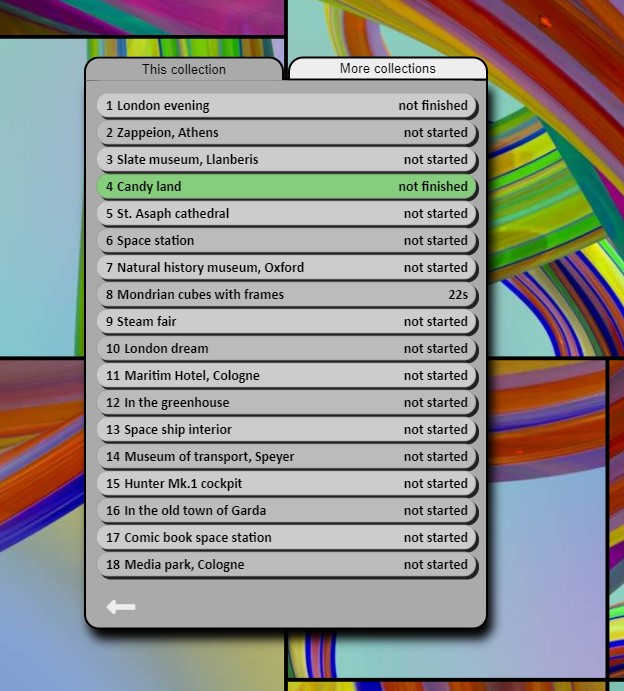 This collection
More collections
1 London evening not finished
2 Zappeion, Athens not started
3 Slate museum, Llanberis not started
4 Candy land not finished
5 St. Asaph cathedral not started
6 Space station not started
7 Natural history museum, Oxford not started
8 Mondrian cubes with frames 22s
9 Steam fair not started
10 London dream not started
11 Maritim Hotel, Cologne not started
12 In the greenhouse not started
13 Space ship interior not started
14 Museum of transport, Speyer not started
15 Hunter Mk.1 cockpit not started
16 In the old town of Garda not started
17 Comic book space station not started
18 Media park, Cologne not started